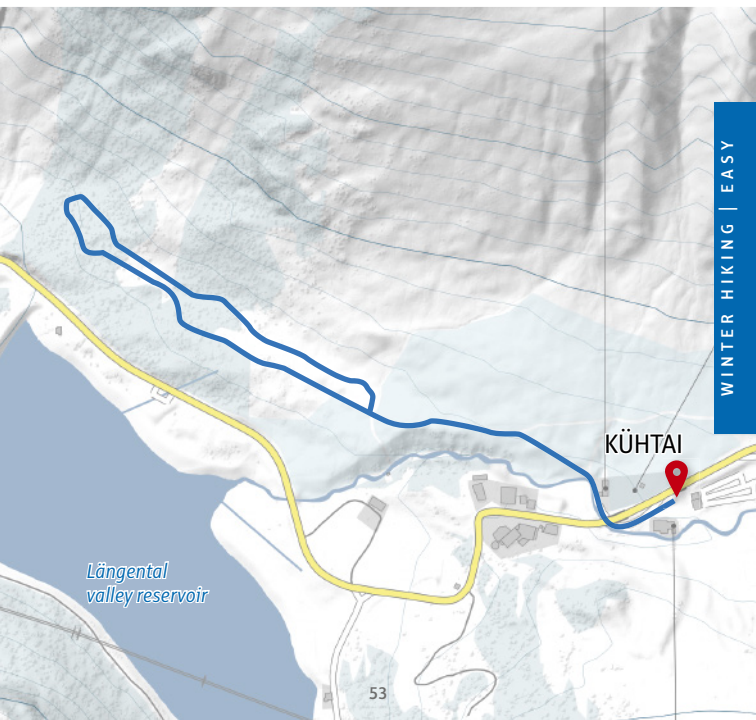 WINTER HIKING | EASY
KÜHTAI
Längental
valley reservoir
53